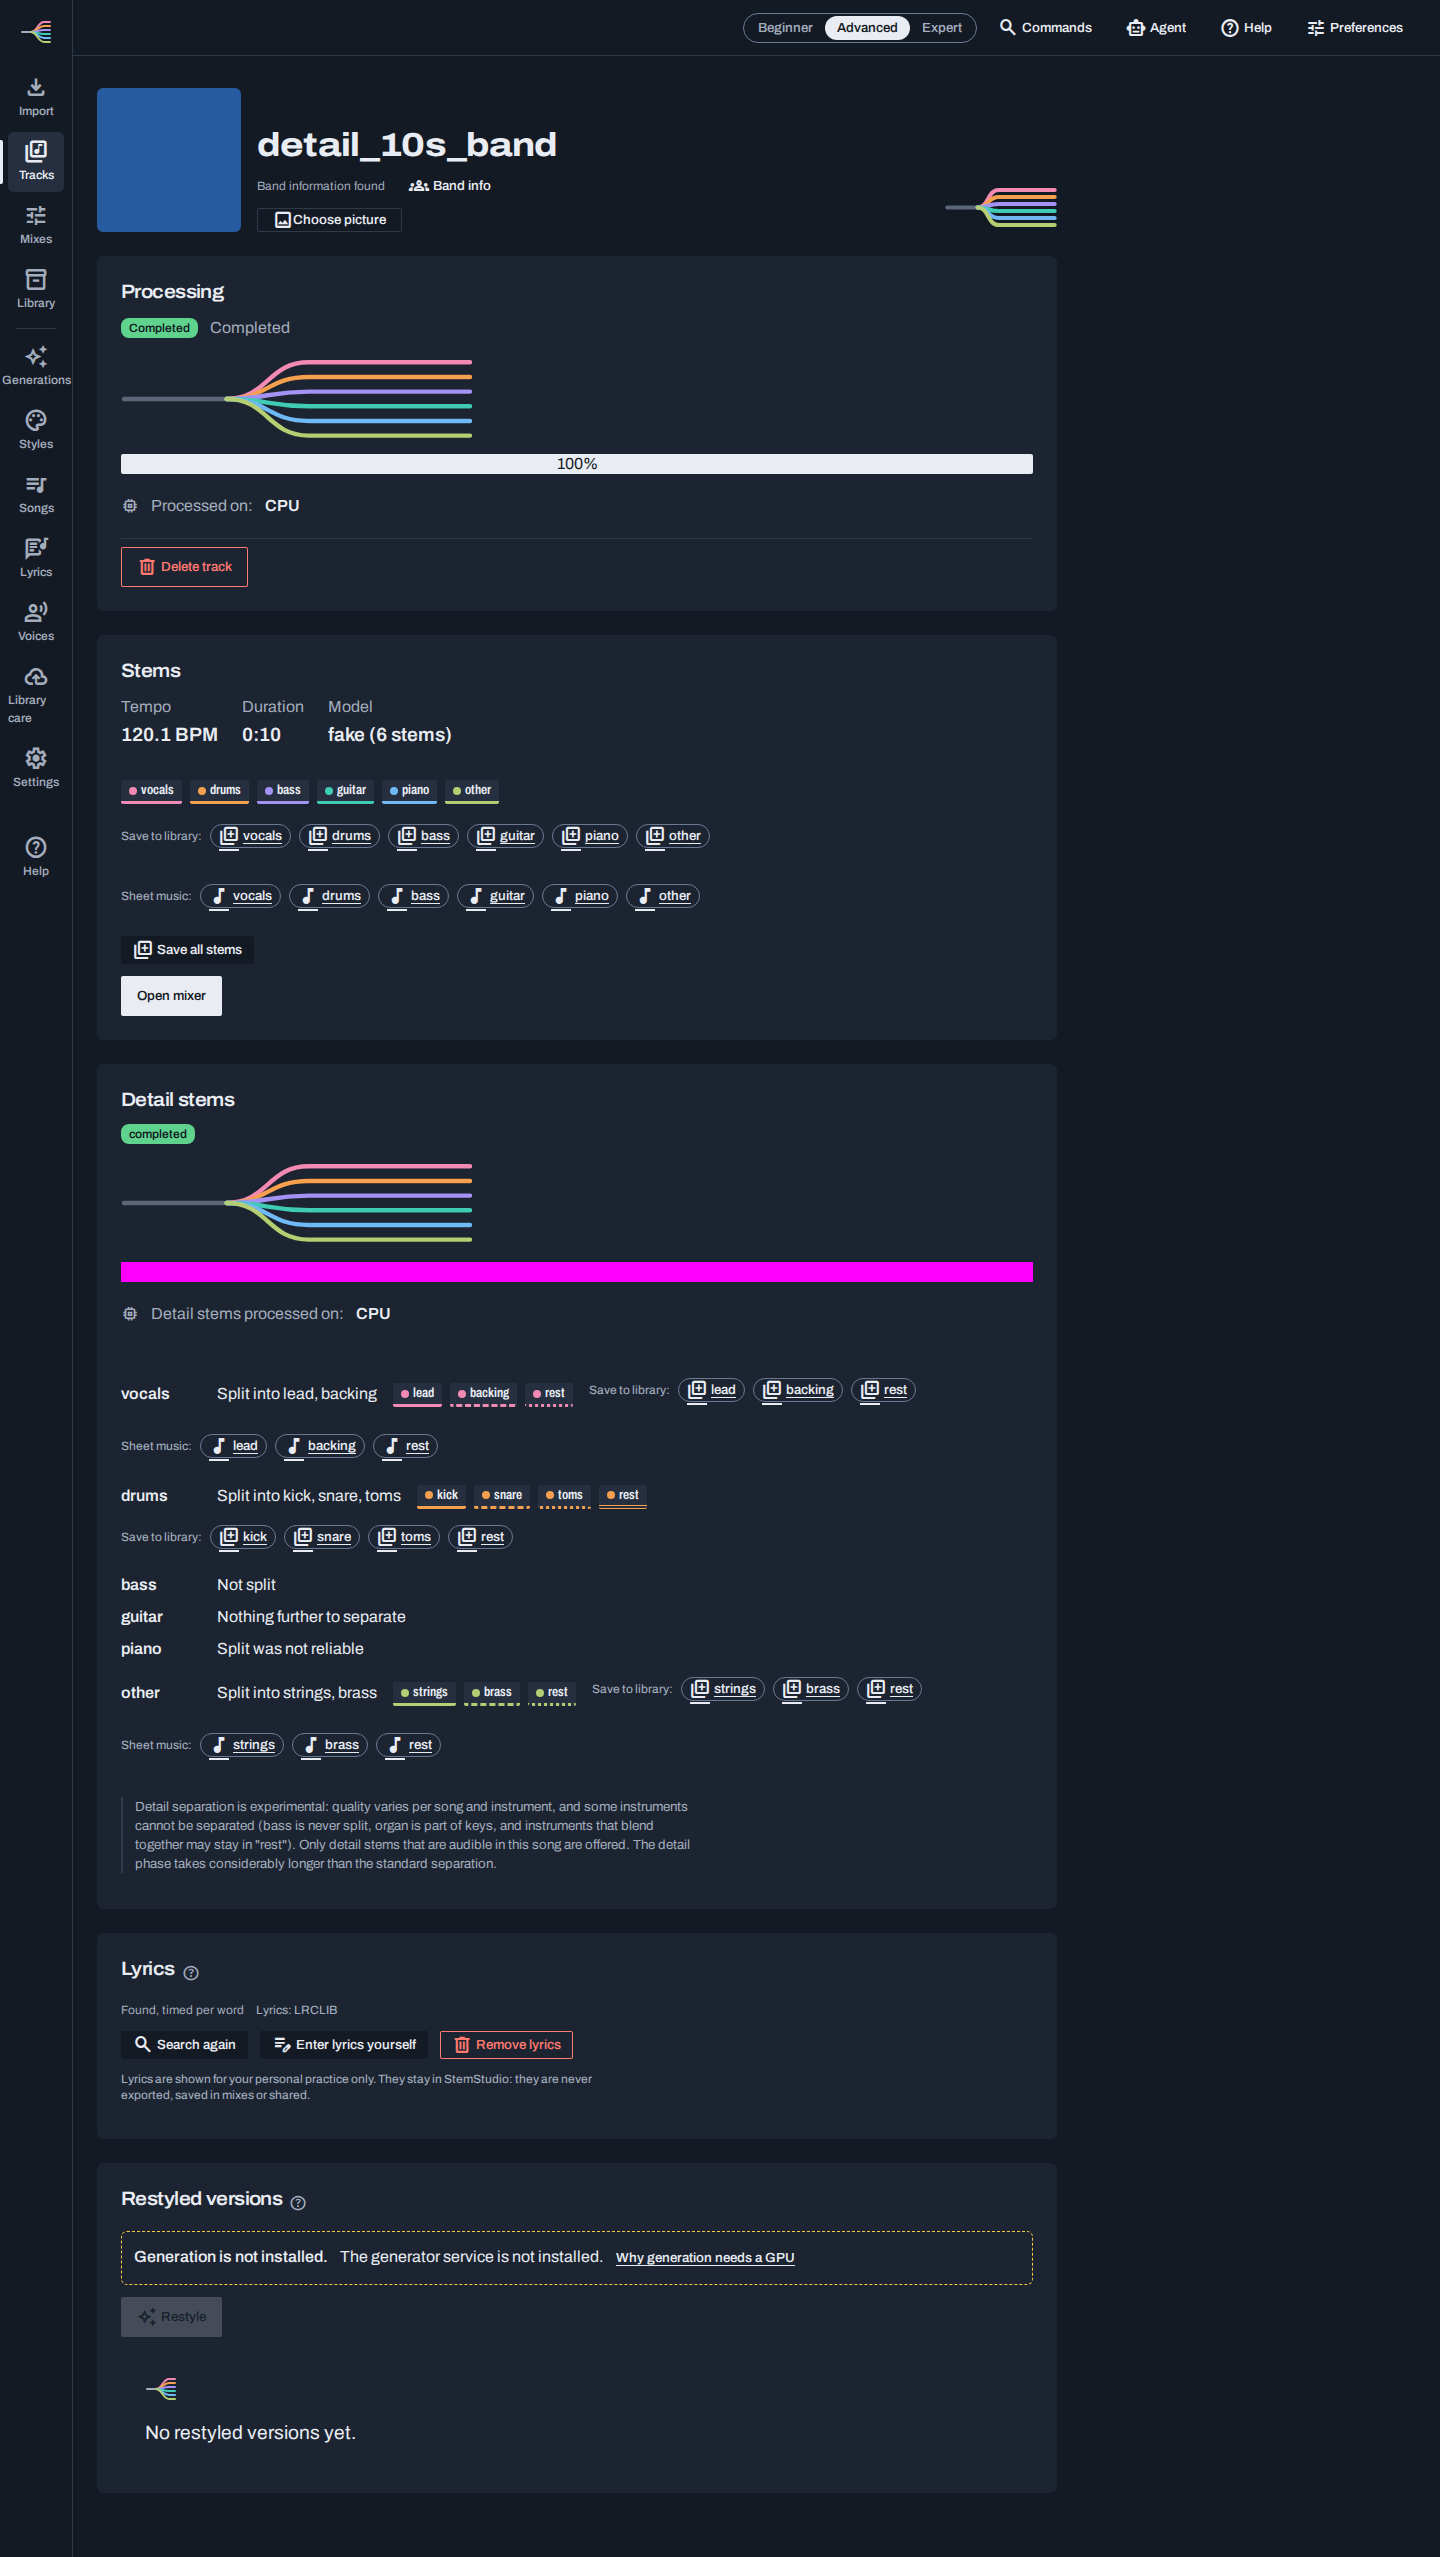 Beginner Advanced Expert Commands Agent Help Preferences
Import
Tracks
Mixes
Library
Generations
Styles
Songs
Lyrics
Voices
Library
care
Settings
Help
detail_10s_band
Band information found Band info
Choose picture
Processing
Completed Completed
100%
Processed on: CPU
Delete track
Stems
Tempo Duration Model
120.1 BPM 0:10 fake (6 stems)
vocals drums bass guitar piano other
Save to library: vocals drums bass guitar piano other
Sheet music: vocals drums bass guitar piano other
Save all stems
Open mixer
Detail stems
completed
Detail stems processed on: CPU
vocals Split into lead, backing lead backing rest Save to library: lead backing rest
Sheet music: lead backing rest
drums Split into kick, snare, toms kick snare toms rest
Save to library: kick snare toms rest
bass Not split
guitar Nothing further to separate
piano Split was not reliable
other Split into strings, brass strings brass rest Save to library: strings brass rest
Sheet music: strings brass rest
Detail separation is experimental: quality varies per song and instrument, and some instruments
cannot be separated (bass is never split, organ is part of keys, and instruments that blend
together may stay in "rest"). Only detail stems that are audible in this song are offered. The detail
phase takes considerably longer than the standard separation.
Lyrics
Found, timed per word Lyrics: LRCLIB
Search again Enter lyrics yourself Remove lyrics
Lyrics are shown for your personal practice only. They stay in StemStudio: they are never
exported, saved in mixes or shared.
Restyled versions
Generation is not installed. The generator service is not installed. Why generation needs a GPU
Restyle
No restyled versions yet.